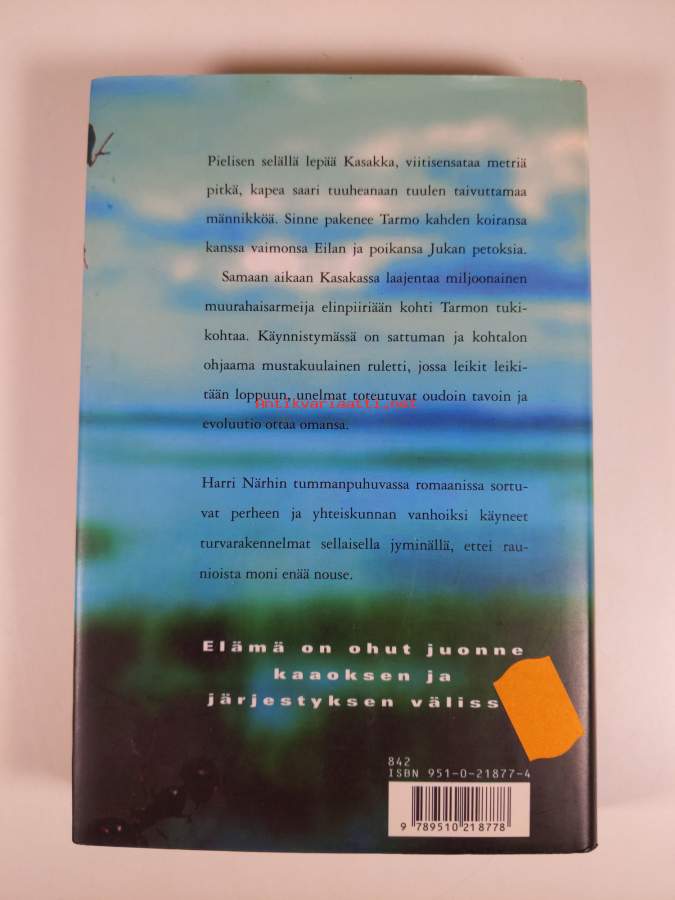 Pielisen selällä lepää Kasakka, viitisensataa metriä
pitkä, kapea saari tuuheanaan tuulen taivuttamaa
männikköä. Sinne pakenee Tarmo kahden koiransa
kanssa vaimonsa Eilan ja poikansa Jukan petoksia.
Samaan aikaan Kasakassa laajentaa miljoonainen
muurahaisarmeija elinpiiriään kohti Tarmon tuki-
kohtaa. Käynnistymässä on sattuman ja kohtalon
ohjaama mustakuulainen ruletti, jossa leikit leiki-
tään loppuun, unelmat toteutuvat oudoin tavoin ja
Antikvariaatti.net
evoluutio ottaa omansa.
Harri Närhin tummanpuhuvassa romaanissa sortu-
vat perheen ja yhteiskunnan vanhoiksi käyneet
turvarakennelmat sellaisella jyminällä, ettei rau-
nioista moni enää nouse.
Elämä on ohut juonne
kaaoksen ja
järjestyksen väliss
842
ISBN 951-0-21877-4
9 789510 218778